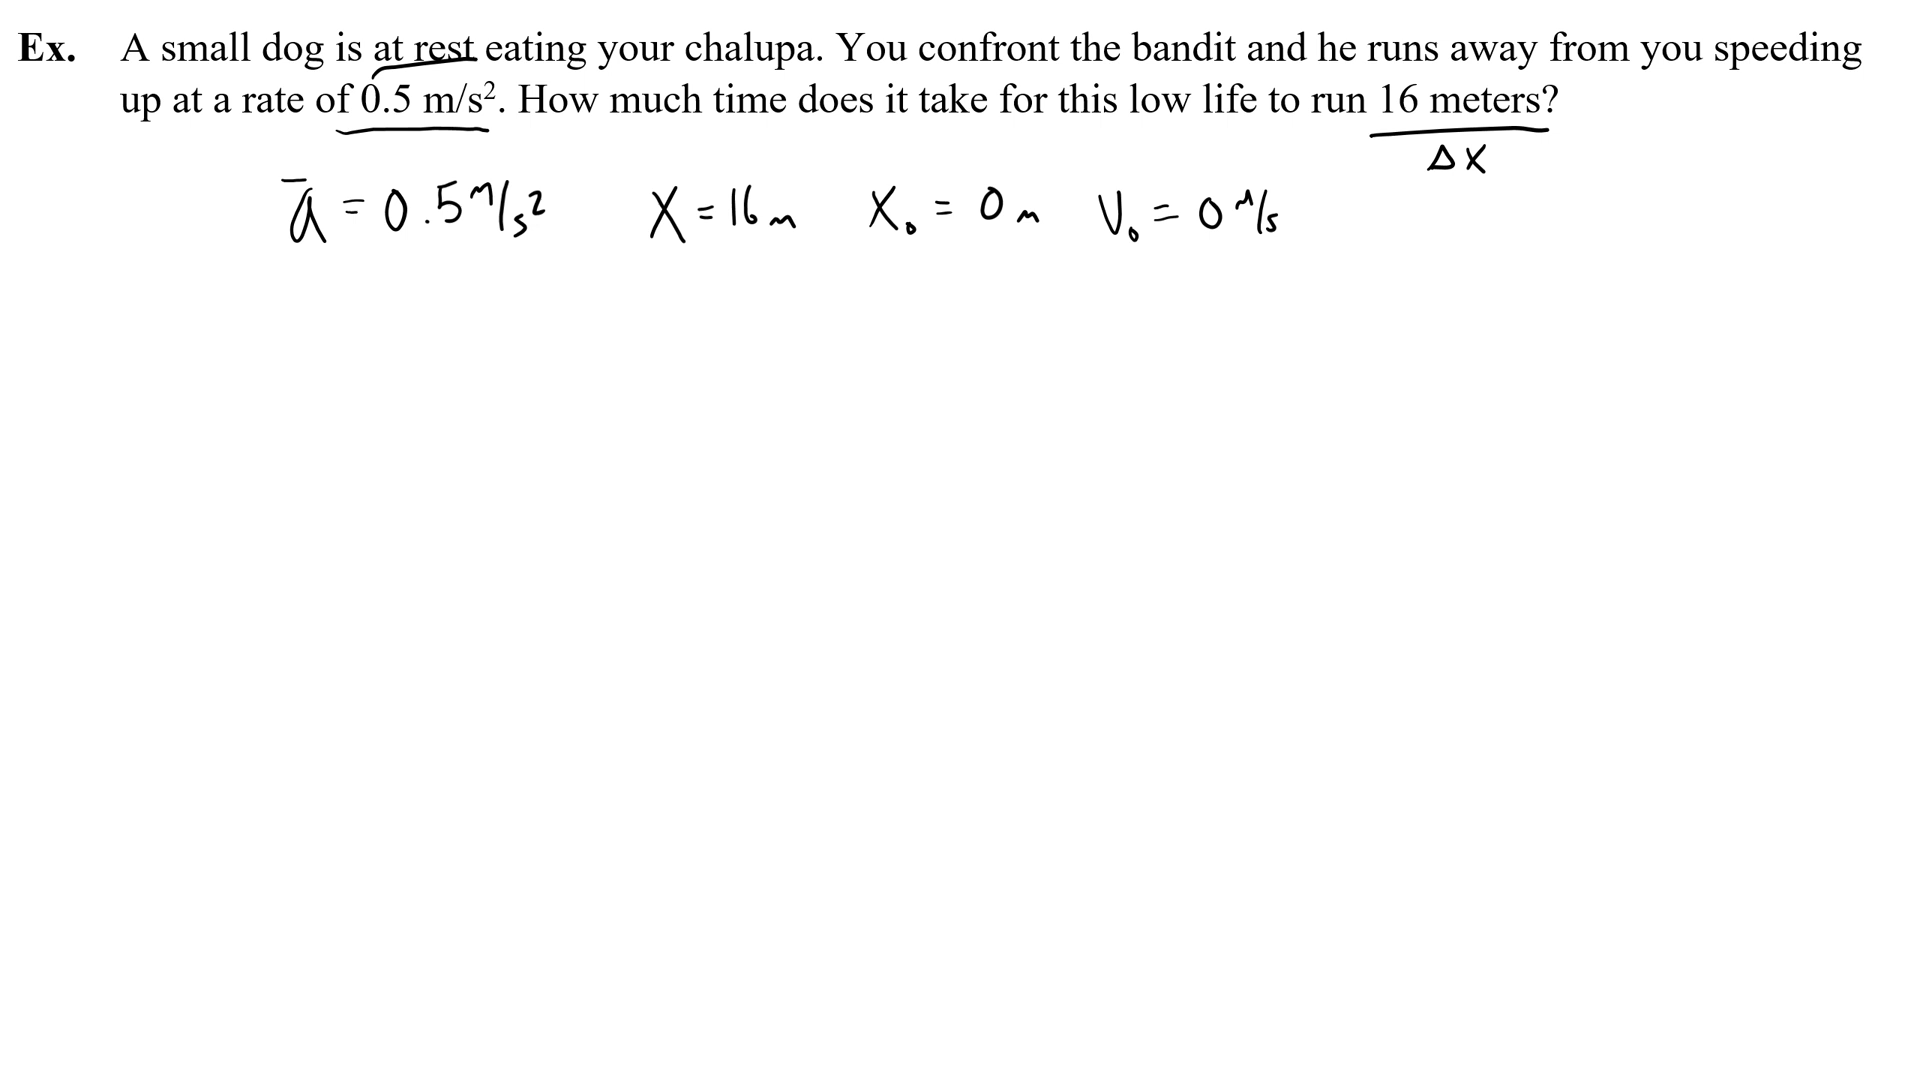 Ex. A small dog is at rest eating your chalupa. You confront the bandit and he runs away from you speeding
up at a rate of 0.5 m/s². How much time does it take for this low life to run 16 meters?
Δx
ā = 0.5 m/s² x = 16 m x₀ = 0 m v₀ = 0 m/s